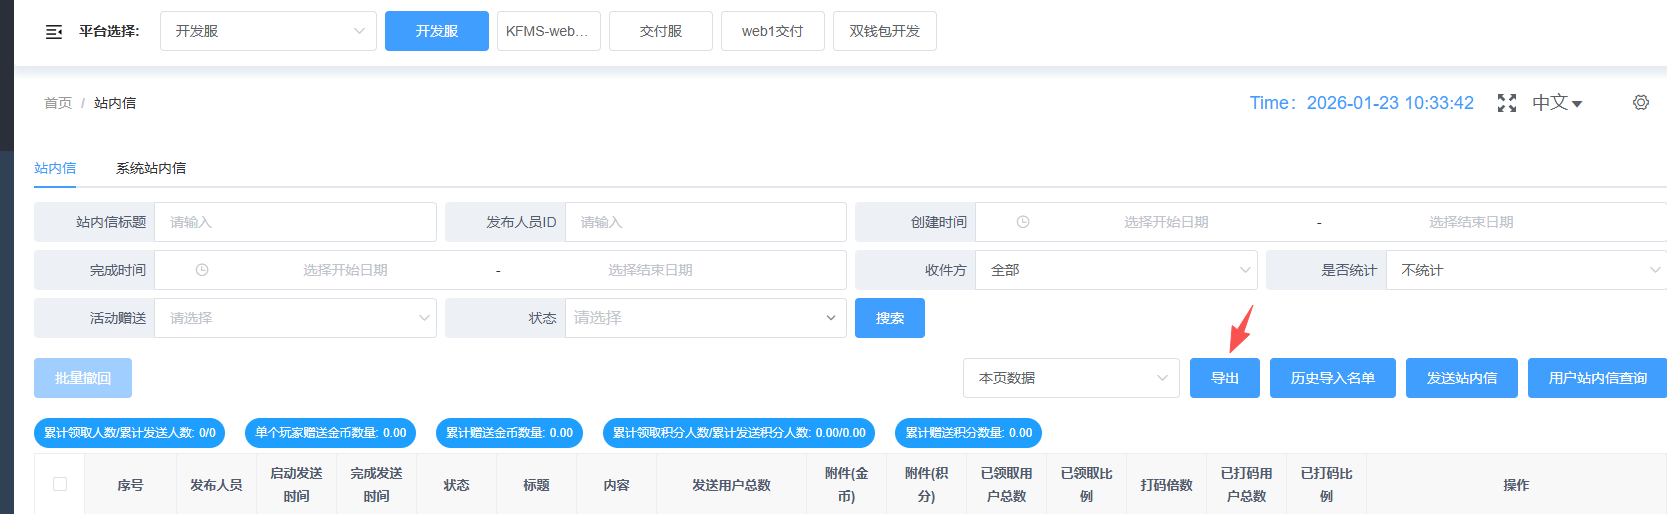 平台选择:
开发服
开发服
KFMS-web...
交付服
web1交付
双钱包开发
首页 / 站内信
Time：2026-01-23 10:33:42
中文
站内信
系统站内信
站内信标题
请输入
发布人员ID
请输入
创建时间
选择开始日期
-
选择结束日期
完成时间
选择开始日期
-
选择结束日期
收件方
全部
是否统计
不统计
活动赠送
请选择
状态
请选择
搜索
批量撤回
本页数据
导出
历史导入名单
发送站内信
用户站内信查询
累计领取人数/累计发送人数: 0/0
单个玩家赠送金币数量: 0.00
累计赠送金币数量: 0.00
累计领取积分人数/累计发送积分人数: 0.00/0.00
累计赠送积分数量: 0.00
序号
发布人员
启动发送
时间
完成发送
时间
状态
标题
内容
发送用户总数
附件(金
币)
附件(积
分)
已领取用
户总数
已领取比
例
打码倍数
已打码用
户总数
已打码比
例
操作